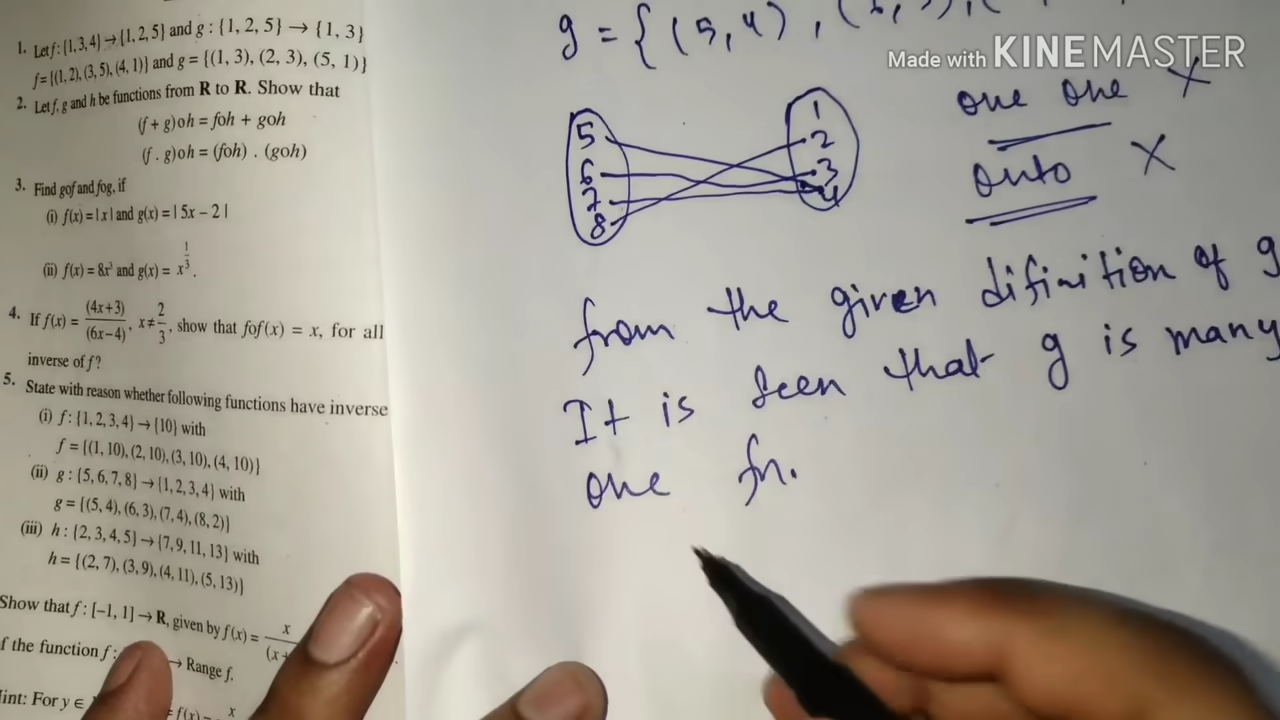 1. Let f : {1, 3, 4} → {1, 2, 5} and g : {1, 2, 5} → {1, 3}
f = {(1, 2), (3, 5), (4, 1)} and g = {(1, 3), (2, 3), (5, 1)}
2. Let f, g and h be functions from R to R. Show that
(f + g)oh = foh + goh
(f . g)oh = (foh) . (goh)
3. Find gof and fog, if
(i) f(x) = | x | and g(x) = | 5x – 2 |
(ii) f(x) = 8x³ and g(x) = x^(1/3).
4. If f(x) = (4x+3)/(6x–4), x ≠ 2/3, show that fof(x) = x, for all
inverse of f?
5. State with reason whether following functions have inverse
(i) f : {1, 2, 3, 4} → {10} with
f = {(1, 10), (2, 10), (3, 10), (4, 10)}
(ii) g : {5, 6, 7, 8} → {1, 2, 3, 4} with
g = {(5, 4), (6, 3), (7, 4), (8, 2)}
(iii) h : {2, 3, 4, 5} → {7, 9, 11, 13} with
h = {(2, 7), (3, 9), (4, 11), (5, 13)}
Show that f : [–1, 1] → R, given by f(x) = x
f the function f : → Range f.
int: For y ∈ = f(x) = x
g = { (5, 4) , (
Made with KINEMASTER
5
6
7
8
1
2
3
4
one one X
onto X
from the given difinition of g
It is seen that g is many
one fn.